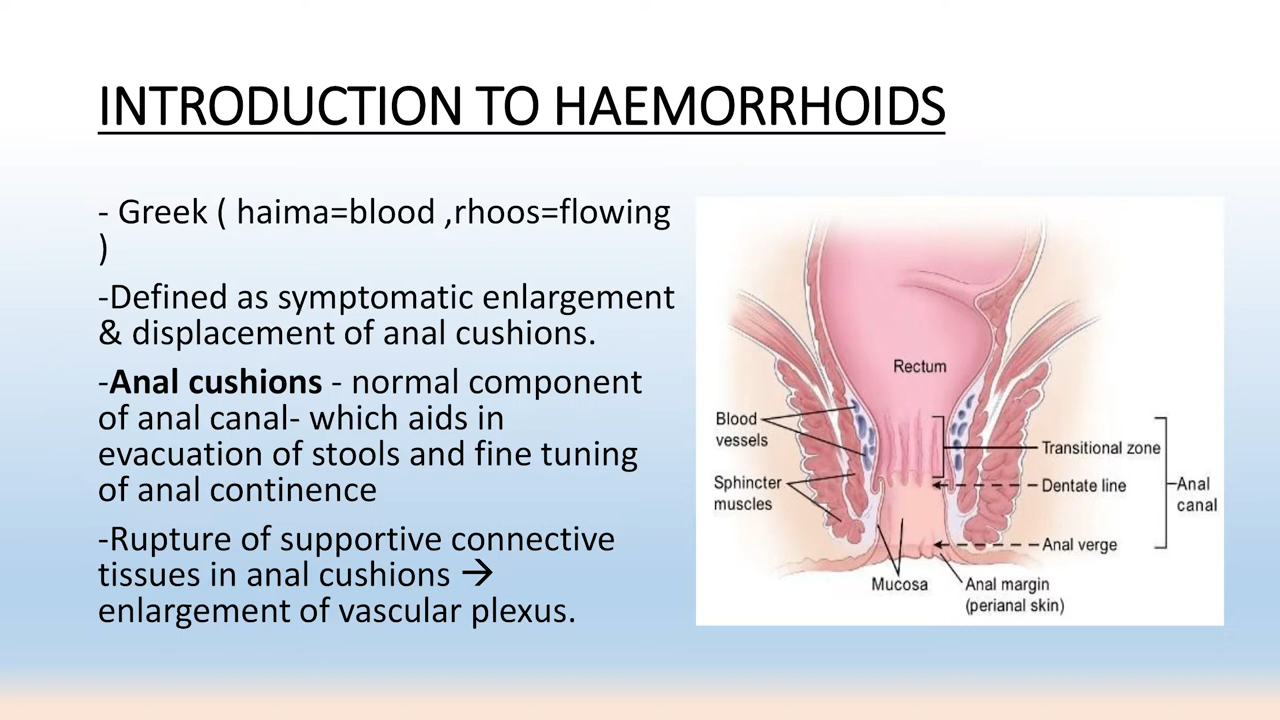 INTRODUCTION TO HAEMORRHOIDS
- Greek ( haima=blood ,rhoos=flowing
)
-Defined as symptomatic enlargement
& displacement of anal cushions.
-Anal cushions - normal component
of anal canal- which aids in
evacuation of stools and fine tuning
of anal continence
-Rupture of supportive connective
tissues in anal cushions →
enlargement of vascular plexus.
Rectum
Blood
vessels
Sphincter
muscles
Transitional zone
Dentate line
Anal
canal
Anal verge
Mucosa
Anal margin
(perianal skin)